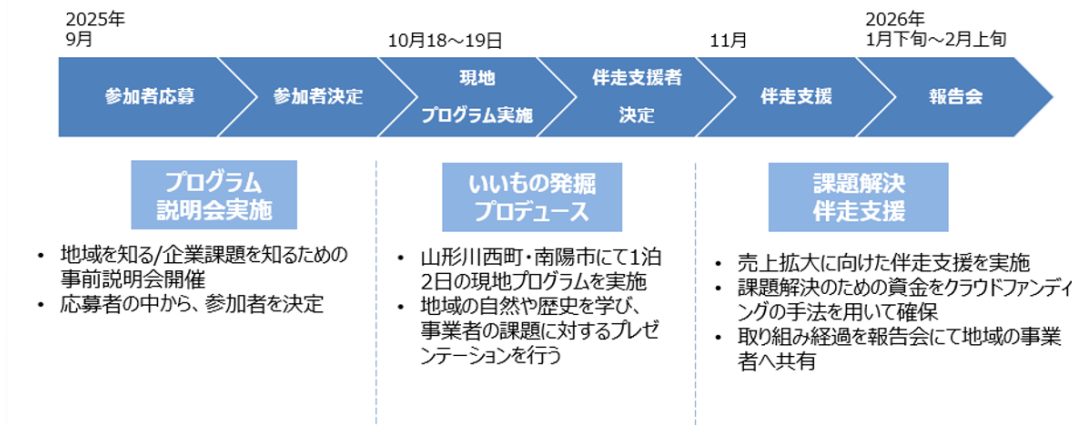 2025年
9月
10月18～19日
11月
2026年
1月下旬～2月上旬
参加者応募
参加者決定
現地
プログラム実施
伴走支援者
決定
伴走支援
報告会
プログラム
説明会実施
• 地域を知る/企業課題を知るための
事前説明会開催
• 応募者の中から、参加者を決定
いいもの発掘
プロデュース
• 山形川西町・南陽市にて1泊
2日の現地プログラムを実施
• 地域の自然や歴史を学び、
事業者の課題に対するプレゼ
ンテーションを行う
課題解決
伴走支援
• 売上拡大に向けた伴走支援を実施
• 課題解決のための資金をクラウドファンディ
ングの手法を用いて確保
• 取り組み経過を報告会にて地域の事業
者へ共有